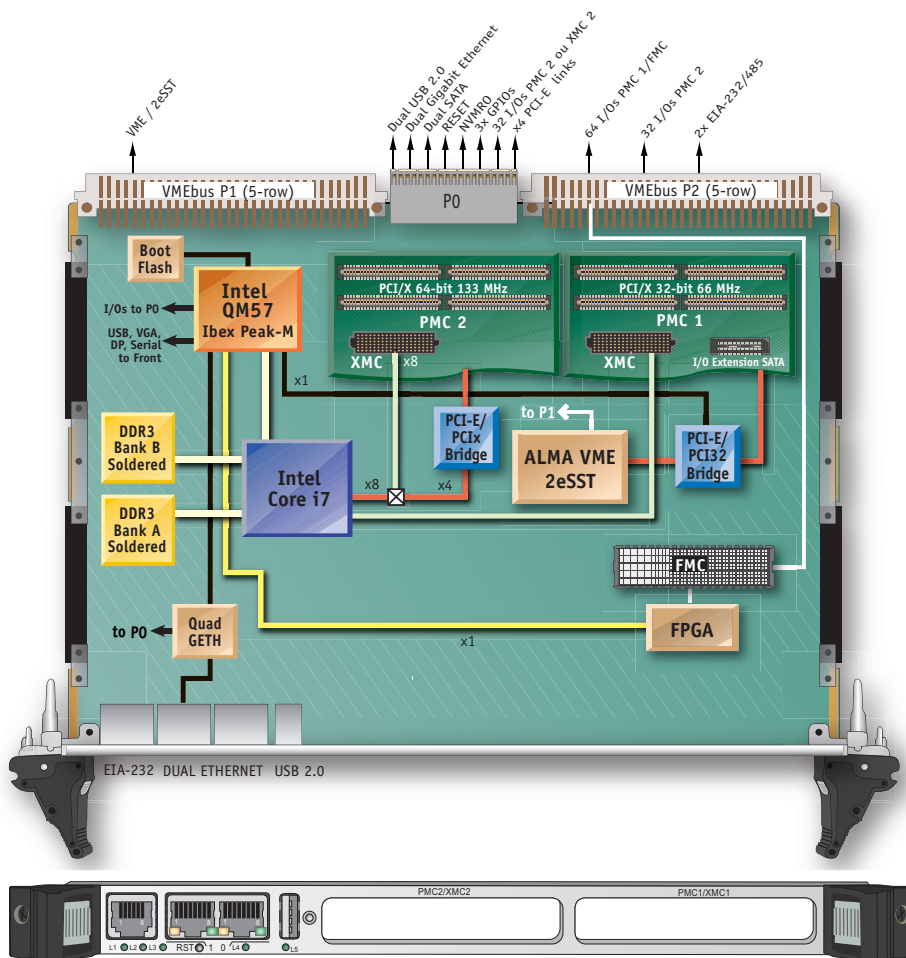 VME / 2eSST
Dual USB 2.0
Dual Gigabit Ethernet
Dual SATA
RESET
NVMRO
3x GPIOs
32 I/Os PMC 2 ou XMC 2
x4 PCI-E links
64 I/Os PMC 1/FMC
32 I/Os PMC 2
2x EIA-232/485
VMEbus P1 (5-row)
P0
VMEbus P2 (5-row)
Boot
Flash
Intel
QM57
Ibex Peak-M
I/Os to P0
USB, VGA,
DP, Serial
to Front
PCI/X 64-bit 133 MHz
PMC 2
XMC
x8
PCI/X 32-bit 66 MHz
PMC 1
XMC
I/O Extension SATA
x1
to P1
DDR3
Bank B
Soldered
PCI-E/
PCIx
Bridge
ALMA VME
2eSST
PCI-E/
PCI32
Bridge
Intel
Core i7
x8
x4
DDR3
Bank A
Soldered
FMC
to P0
Quad
GETH
FPGA
x1
EIA-232
DUAL ETHERNET
USB 2.0
PMC2/XMC2
PMC1/XMC1
1 8
1 8
1 8
L1
L2
L3
RST
1
0
L4
L5